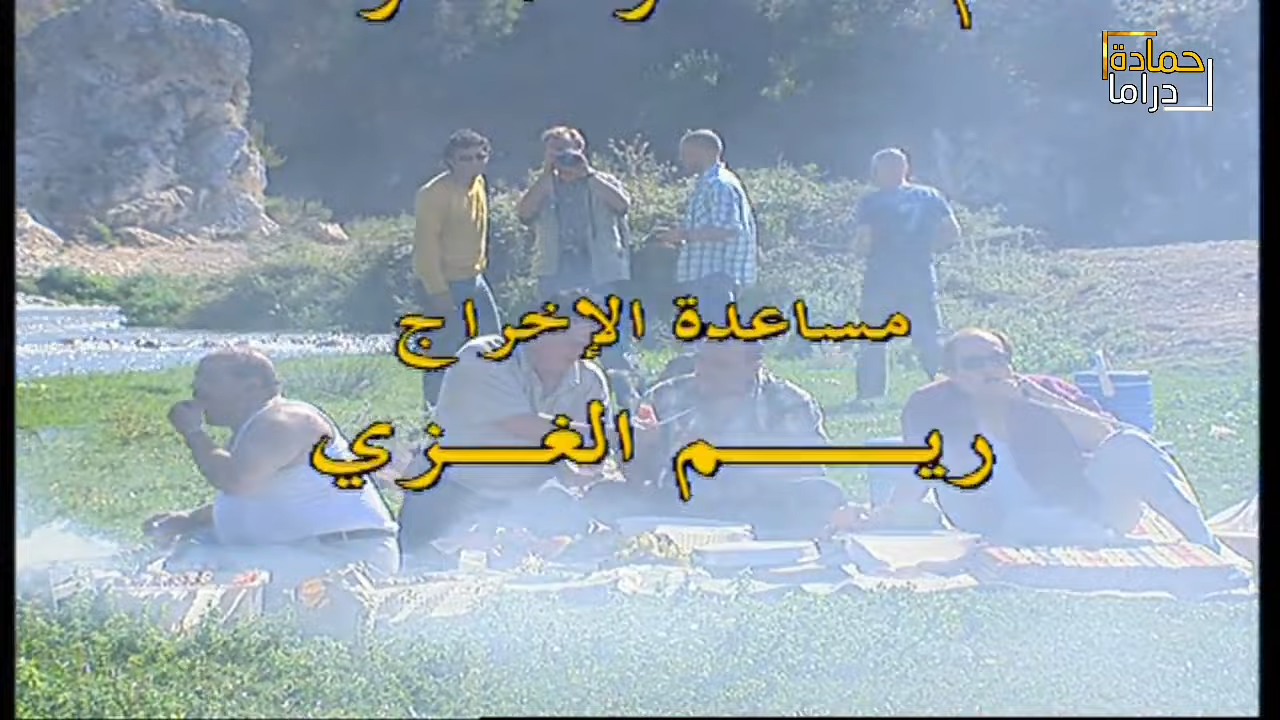 حمادة
دراما
مساعدة الإخراج
ريم الغزي